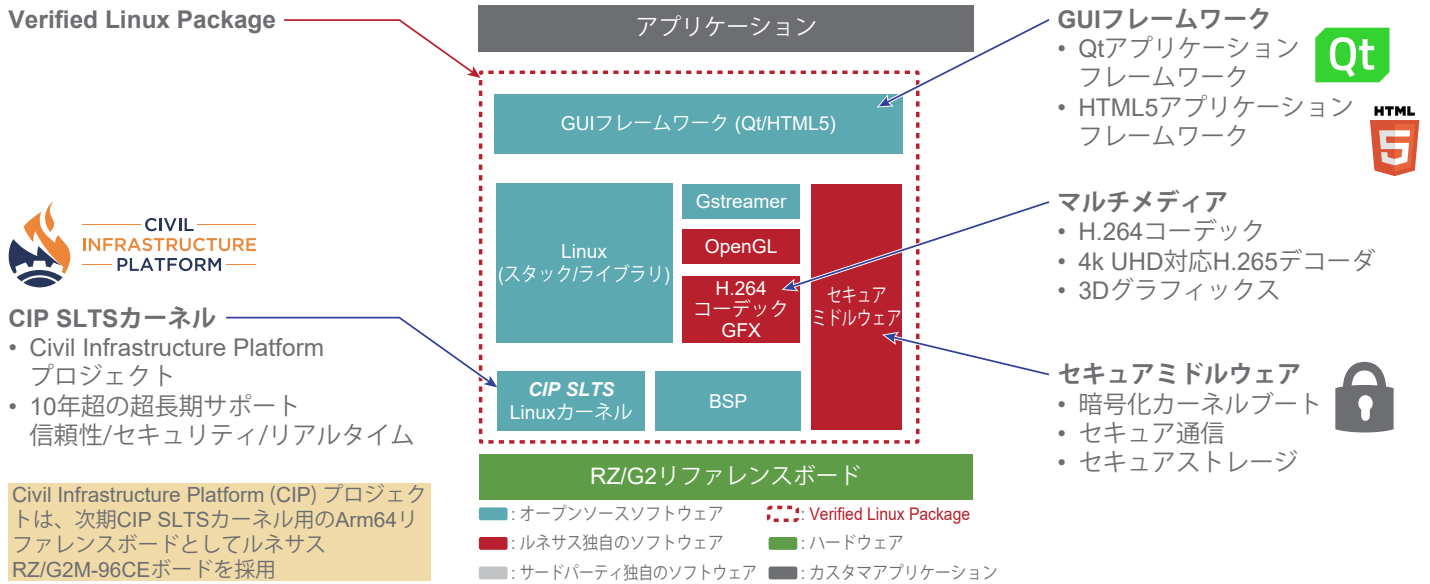 Verified Linux Package
CIVIL
INFRASTRUCTURE
PLATFORM
CIP SLTSカーネル
• Civil Infrastructure Platform
プロジェクト
• 10年超の超長期サポート
信頼性/セキュリティ/リアルタイム
Civil Infrastructure Platform (CIP) プロジェク
トは、次期CIP SLTSカーネル用のArm64リ
ファレンスボードとしてルネサス
RZ/G2M-96CEボードを採用
アプリケーション
GUIフレームワーク (Qt/HTML5)
Linux
(スタック/ライブラリ)
Gstreamer
OpenGL
H.264
コーデック
GFX
セキュア
ミドルウェア
CIP SLTS
Linuxカーネル
BSP
RZ/G2リファレンスボード
: オープンソースソフトウェア
: Verified Linux Package
: ルネサス独自のソフトウェア
: ハードウェア
: サードパーティ独自のソフトウェア
: カスタマアプリケーション
GUIフレームワーク
• Qtアプリケーション
フレームワーク
• HTML5アプリケーション
フレームワーク
Qt
HTML
5
マルチメディア
• H.264コーデック
• 4k UHD対応H.265デコーダ
• 3Dグラフィックス
セキュアミドルウェア
• 暗号化カーネルブート
• セキュア通信
• セキュアストレージ